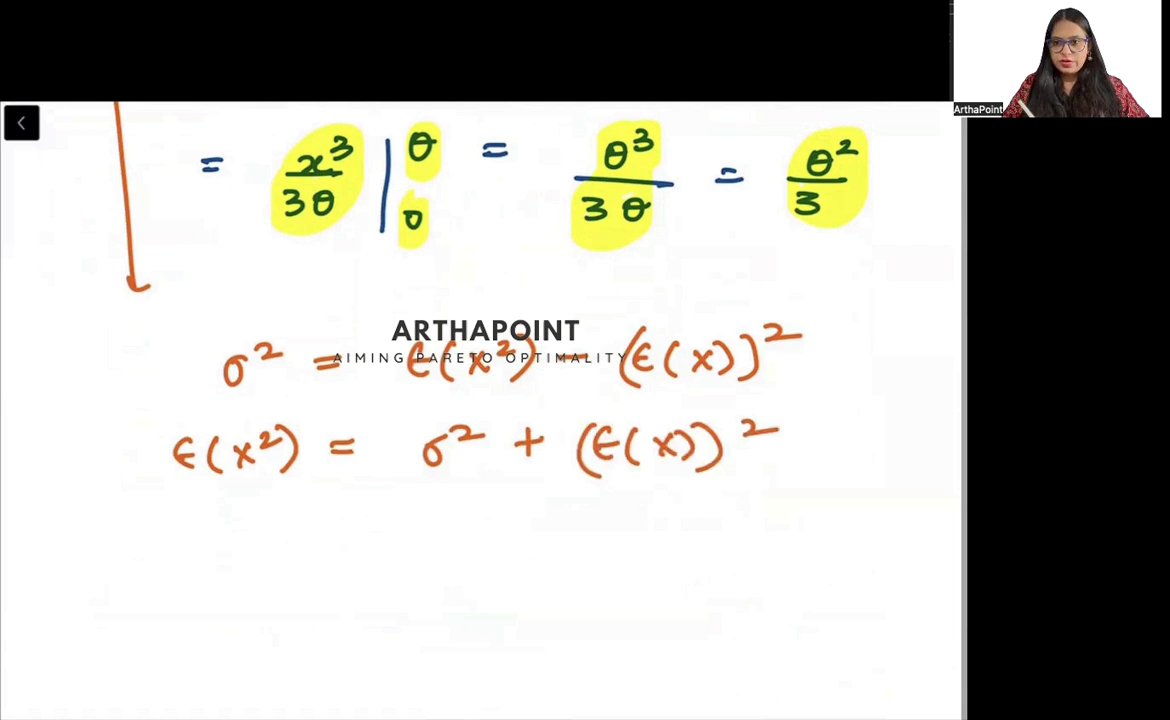 ArthaPoint
= x³/3θ |₀^θ = θ³/3θ = θ²/3
ARTHAPOINT
AIMING PARETO OPTIMALITY
σ² = E(x²) - (E(x))²
E(x²) = σ² + (E(x))²